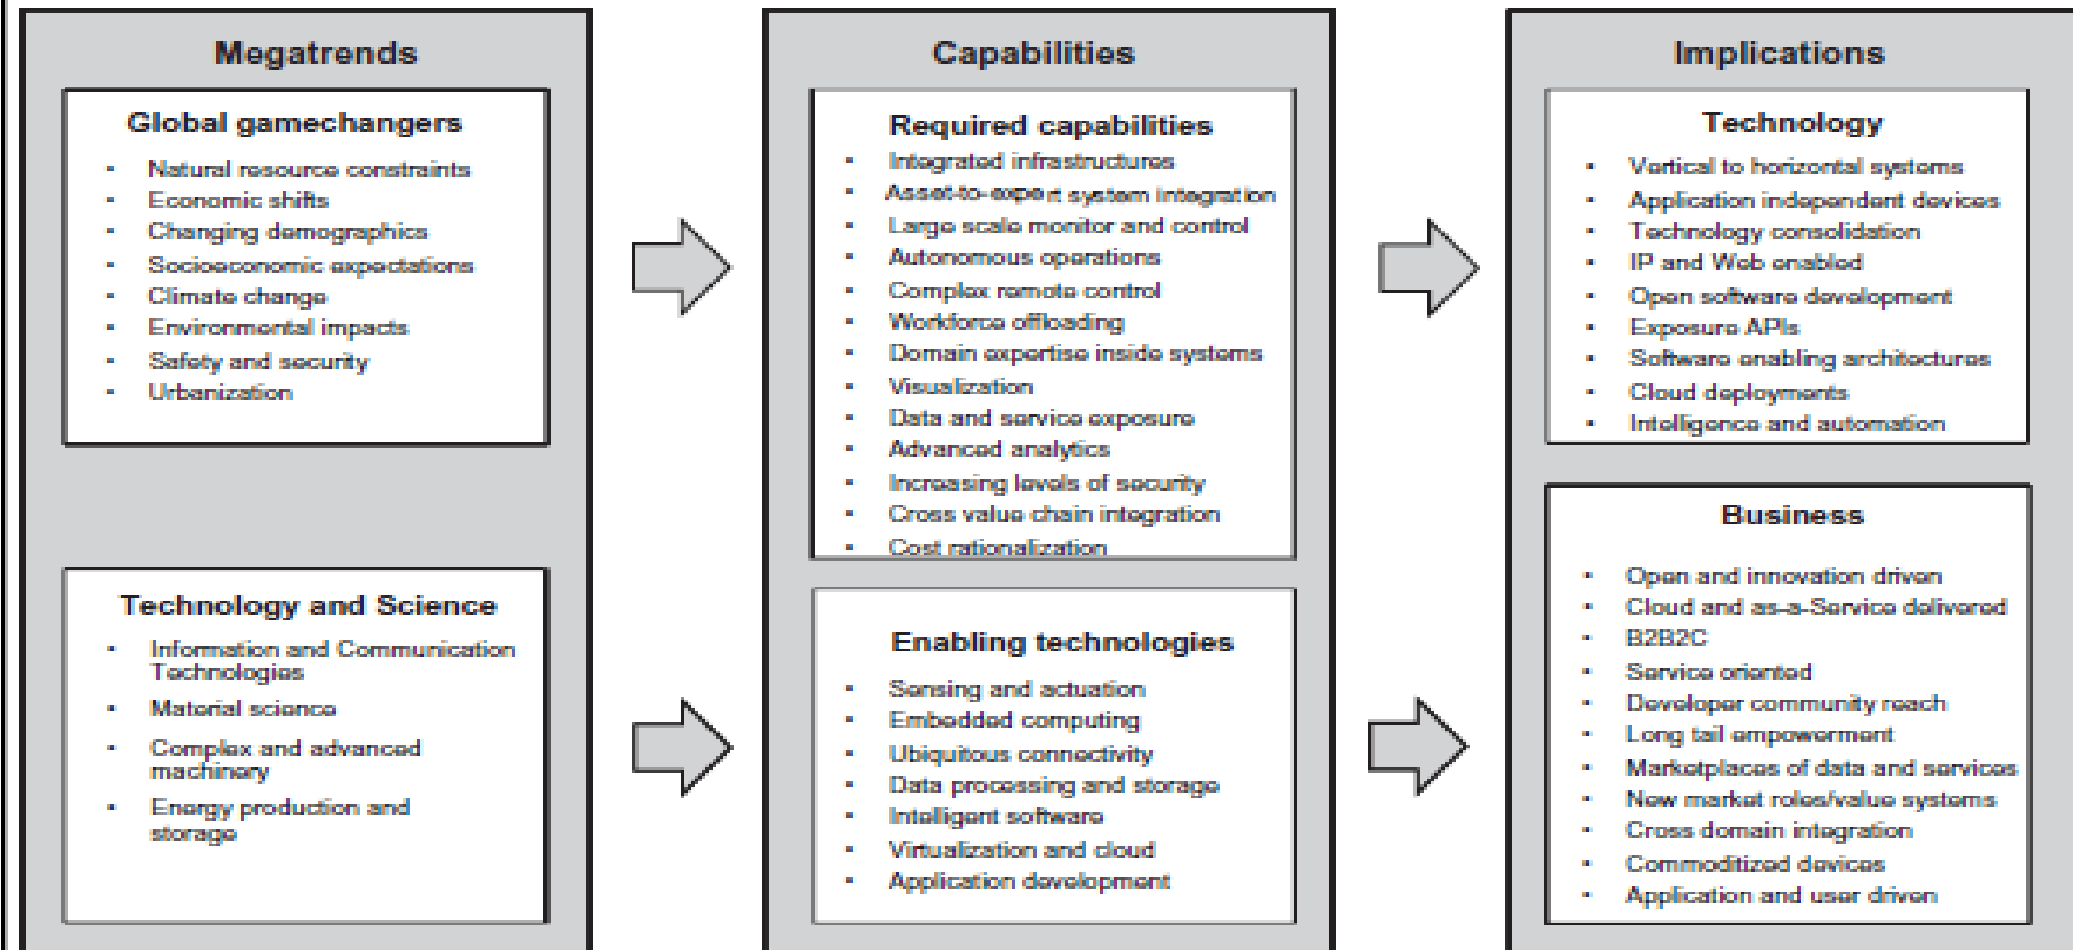 Megatrends
Global gamechangers
▪ Natural resource constraints
▪ Economic shifts
▪ Changing demographics
▪ Socioeconomic expectations
▪ Climate change
▪ Environmental impacts
▪ Safety and security
▪ Urbanization
Technology and Science
▪ Information and Communication
Technologies
▪ Material science
▪ Complex and advanced
machinery
▪ Energy production and
storage
Capabilities
Required capabilities
▪ Integrated infrastructures
▪ Asset-to-expert system integration
▪ Large scale monitor and control
▪ Autonomous operations
▪ Complex remote control
▪ Workforce offloading
▪ Domain expertise inside systems
▪ Visualization
▪ Data and service exposure
▪ Advanced analytics
▪ Increasing levels of security
▪ Cross value chain integration
▪ Cost rationalization
Enabling technologies
▪ Sensing and actuation
▪ Embedded computing
▪ Ubiquitous connectivity
▪ Data processing and storage
▪ Intelligent software
▪ Virtualization and cloud
▪ Application development
Implications
Technology
▪ Vertical to horizontal systems
▪ Application independent devices
▪ Technology consolidation
▪ IP and Web enabled
▪ Open software development
▪ Exposure APIs
▪ Software enabling architectures
▪ Cloud deployments
▪ Intelligence and automation
Business
▪ Open and innovation driven
▪ Cloud and as-a-Service delivered
▪ B2B2C
▪ Service oriented
▪ Developer community reach
▪ Long tail empowerment
▪ Marketplaces of data and services
▪ New market roles/value systems
▪ Cross domain integration
▪ Commoditized devices
▪ Application and user driven